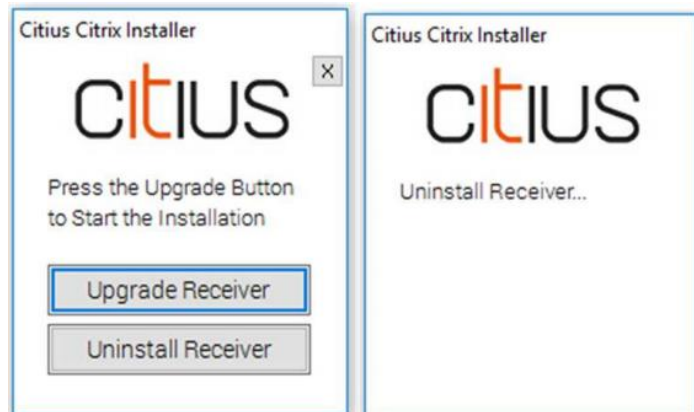 Citius Citrix Installer
X
CITIUS
Press the Upgrade Button
to Start the Installation
Upgrade Receiver
Uninstall Receiver
Citius Citrix Installer
CITIUS
Uninstall Receiver...